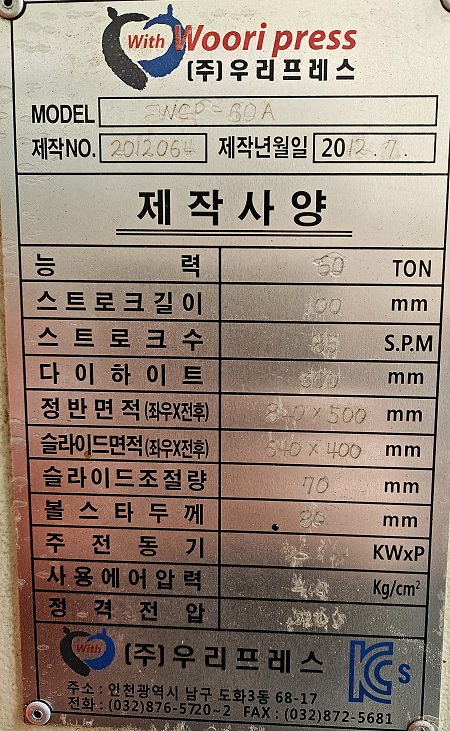 With Woori press
(주)우리프레스
MODEL WCP-60A
제작NO. 2012064 제작년월일 2012.7.
제작사양
능력 60 TON
스트로크길이 100 mm
스트로크수 S.P.M
다이하이트 300 mm
정반면적(좌우X전후) 840×500 mm
슬라이드면적(좌우X전후) 540×400 mm
슬라이드조절량 70 mm
볼스타두께 80 mm
주전동기 KWxP
사용에어압력 Kg/cm²
정격전압
With (주)우리프레스
KC s
주소 : 인천광역시 남구 도화3동 68-17
전화 : (032)876-5720~2 FAX : (032)872-5681